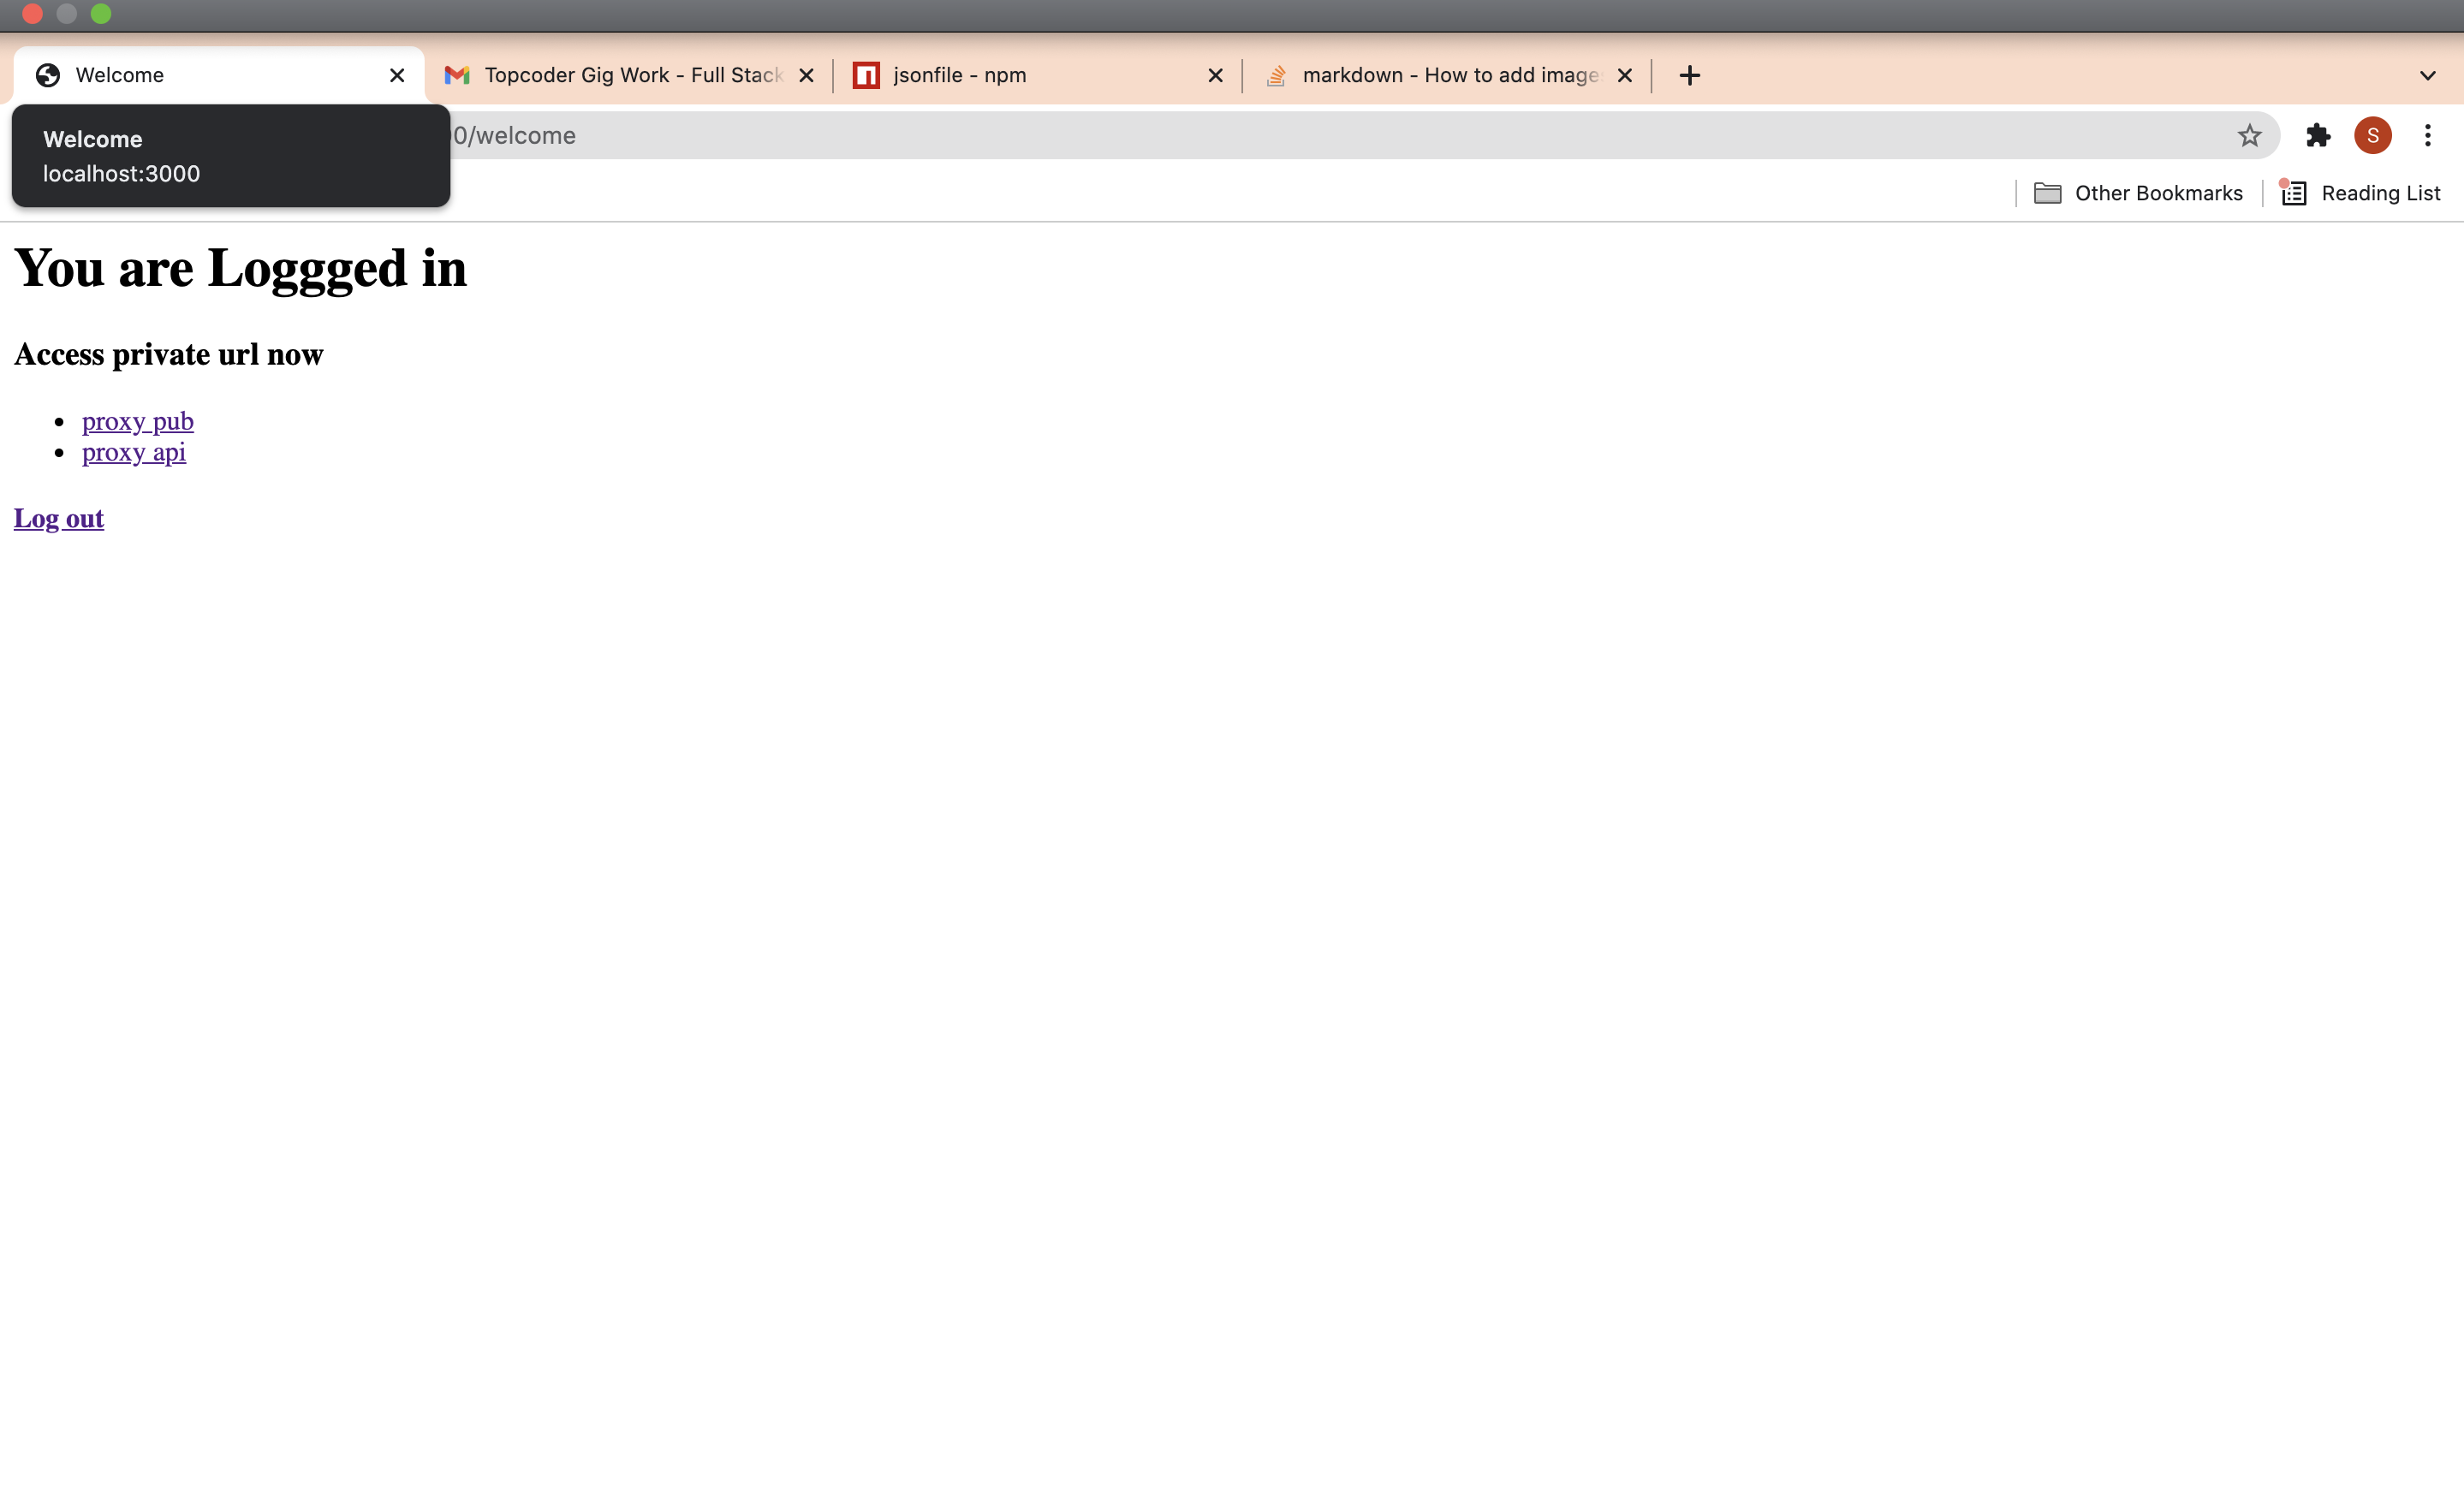 Welcome
Topcoder Gig Work - Full Stack
jsonfile - npm
markdown - How to add image
Welcome
localhost:3000
0/welcome
S
Other Bookmarks
Reading List
You are Loggged in
Access private url now
proxy pub
proxy api
Log out